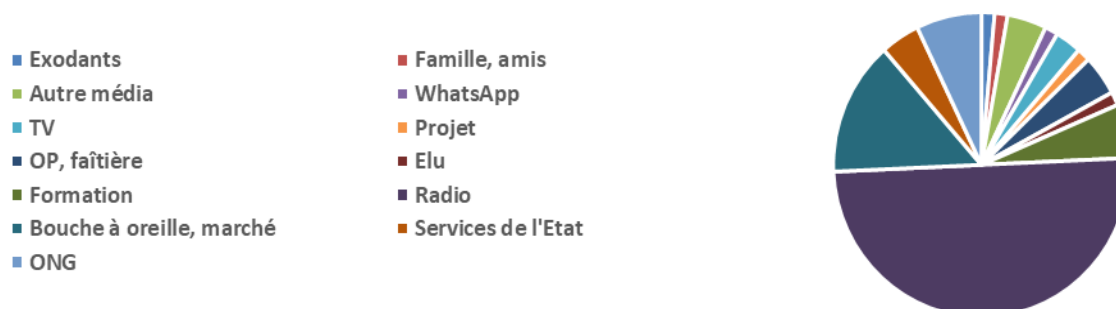 Exodants
Famille, amis
Autre média
WhatsApp
TV
Projet
OP, faîtière
Elu
Formation
Radio
Bouche à oreille, marché
Services de l'Etat
ONG